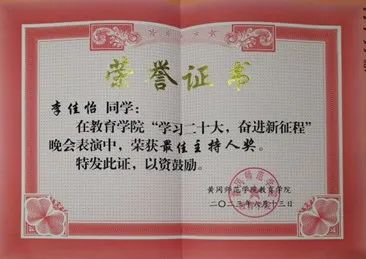 荣誉证书
李佳怡 同学：
在教育学院“学习二十大，奋进新征程”
晚会表演中，荣获最佳主持人奖。
特发此证，以资鼓励。
黄冈师范学院教育学院
二〇二三年六月十三日